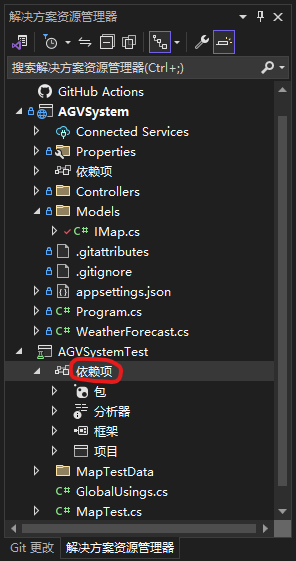 解决方案资源管理器
搜索解决方案资源管理器(Ctrl+;)
GitHub Actions
AGVSystem
Connected Services
Properties
依赖项
Controllers
Models
C# IMap.cs
.gitattributes
.gitignore
appsettings.json
C# Program.cs
C# WeatherForecast.cs
AGVSystemTest
依赖项
包
分析器
框架
项目
MapTestData
C# GlobalUsings.cs
C# MapTest.cs
Git 更改 解决方案资源管理器